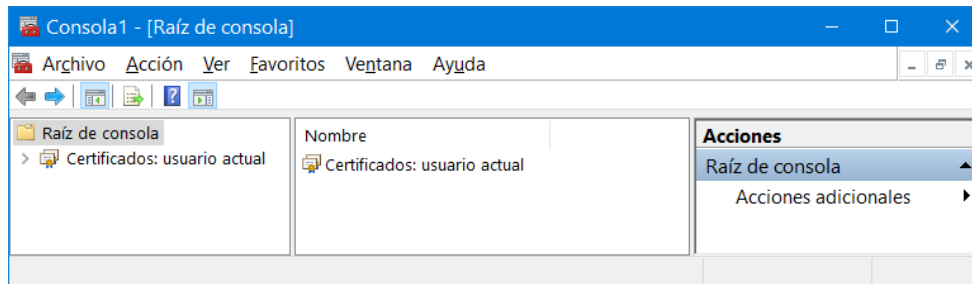 Consola1 - [Raíz de consola]
Archivo Acción Ver Favoritos Ventana Ayuda
Raíz de consola
Certificados: usuario actual
Nombre
Certificados: usuario actual
Acciones
Raíz de consola
Acciones adicionales